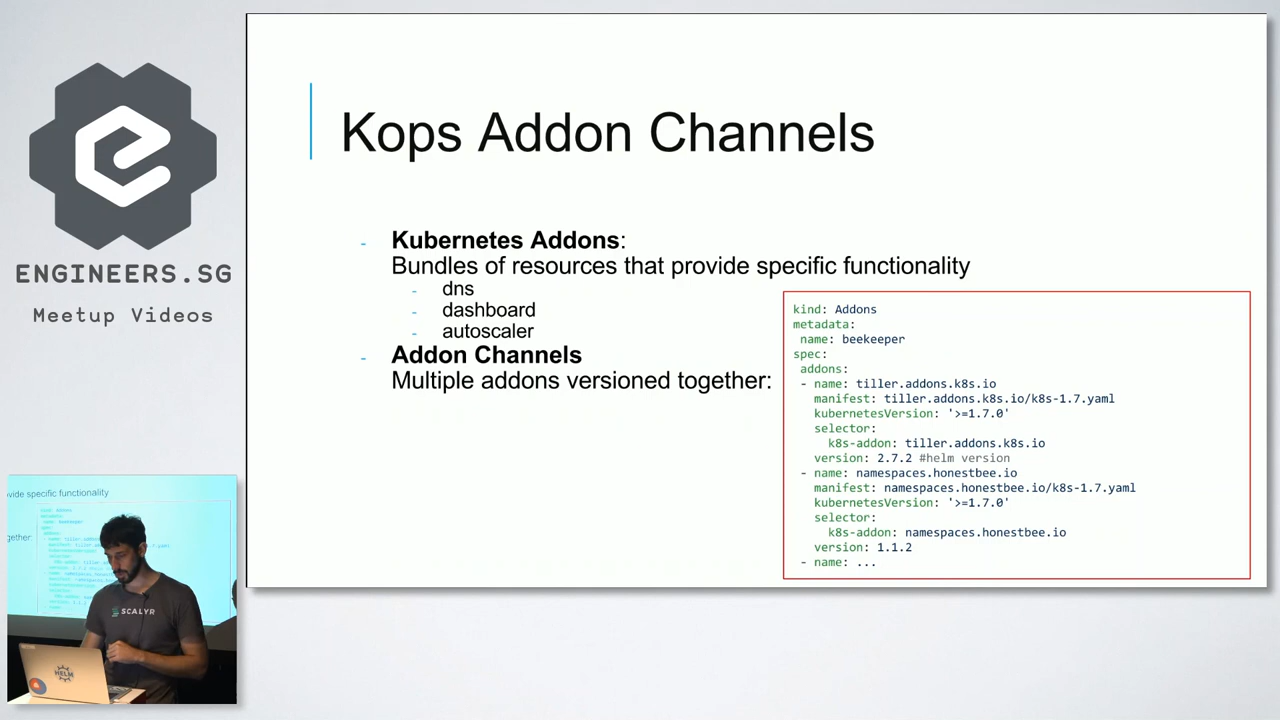 ENGINEERS.SG
Meetup Videos
Kops Addon Channels
- Kubernetes Addons:
Bundles of resources that provide specific functionality
- dns
- dashboard
- autoscaler
- Addon Channels
Multiple addons versioned together:
kind: Addons
metadata:
name: beekeeper
spec:
addons:
- name: tiller.addons.k8s.io
manifest: tiller.addons.k8s.io/k8s-1.7.yaml
kubernetesVersion: '>=1.7.0'
selector:
k8s-addon: tiller.addons.k8s.io
version: 2.7.2 #helm version
- name: namespaces.honestbee.io
manifest: namespaces.honestbee.io/k8s-1.7.yaml
kubernetesVersion: '>=1.7.0'
selector:
k8s-addon: namespaces.honestbee.io
version: 1.1.2
- name: ...
vide specific functionality
gether:
SCALYR
HELM